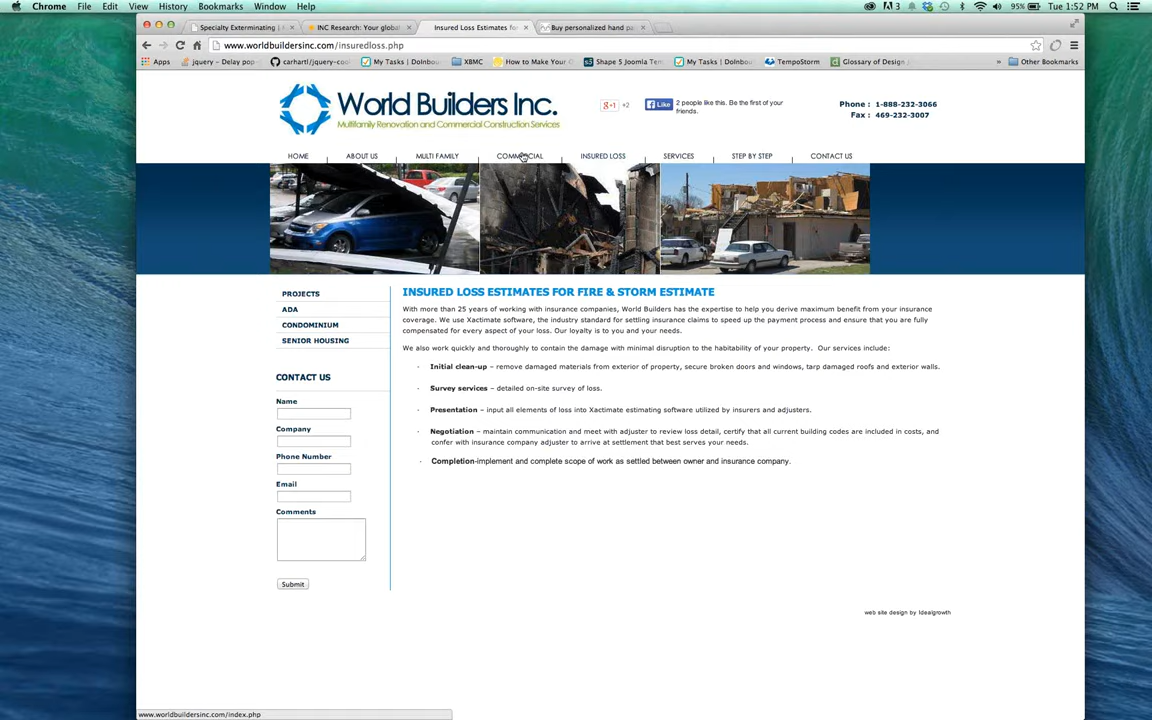 Chrome File Edit View History Bookmarks Window Help
3 95% Tue 1:52 PM
Specialty Exterminating |
INC Research: Your global
Insured Loss Estimates fo
Buy personalized hand pa
www.worldbuildersinc.com/insuredloss.php
Apps
jquery - Delay pop-
carhartl/jquery-coo
My Tasks | DoInbou
XBMC
How to Make Your O
Shape 5 Joomla Tem
My Tasks | DoInbou
TempoStorm
Glossary of Design
»
Other Bookmarks
World Builders Inc.
Multifamily Renovation and Commercial Construction Services
g+1 +2
Like
2 people like this. Be the first of your
friends.
Phone : 1-888-232-3066
Fax : 469-232-3007
HOME
ABOUT US
MULTI FAMILY
COMMERCIAL
INSURED LOSS
SERVICES
STEP BY STEP
CONTACT US
PROJECTS
ADA
CONDOMINIUM
SENIOR HOUSING
CONTACT US
Name
Company
Phone Number
Email
Comments
Submit
INSURED LOSS ESTIMATES FOR FIRE & STORM ESTIMATE
With more than 25 years of working with insurance companies, World Builders has the expertise to help you derive maximum benefit from your insurance
coverage. We use Xactimate software, the industry standard for settling insurance claims to speed up the payment process and ensure that you are fully
compensated for every aspect of your loss. Our loyalty is to you and your needs.
We also work quickly and thoroughly to contain the damage with minimal disruption to the habitability of your property. Our services include:
· Initial clean-up – remove damaged materials from exterior of property, secure broken doors and windows, tarp damaged roofs and exterior walls.
· Survey services – detailed on-site survey of loss.
· Presentation – input all elements of loss into Xactimate estimating software utilized by insurers and adjusters.
· Negotiation – maintain communication and meet with adjuster to review loss detail, certify that all current building codes are included in costs, and
confer with insurance company adjuster to arrive at settlement that best serves your needs.
· Completion-implement and complete scope of work as settled between owner and insurance company.
web site design by Idealgrowth
www.worldbuildersinc.com/index.php